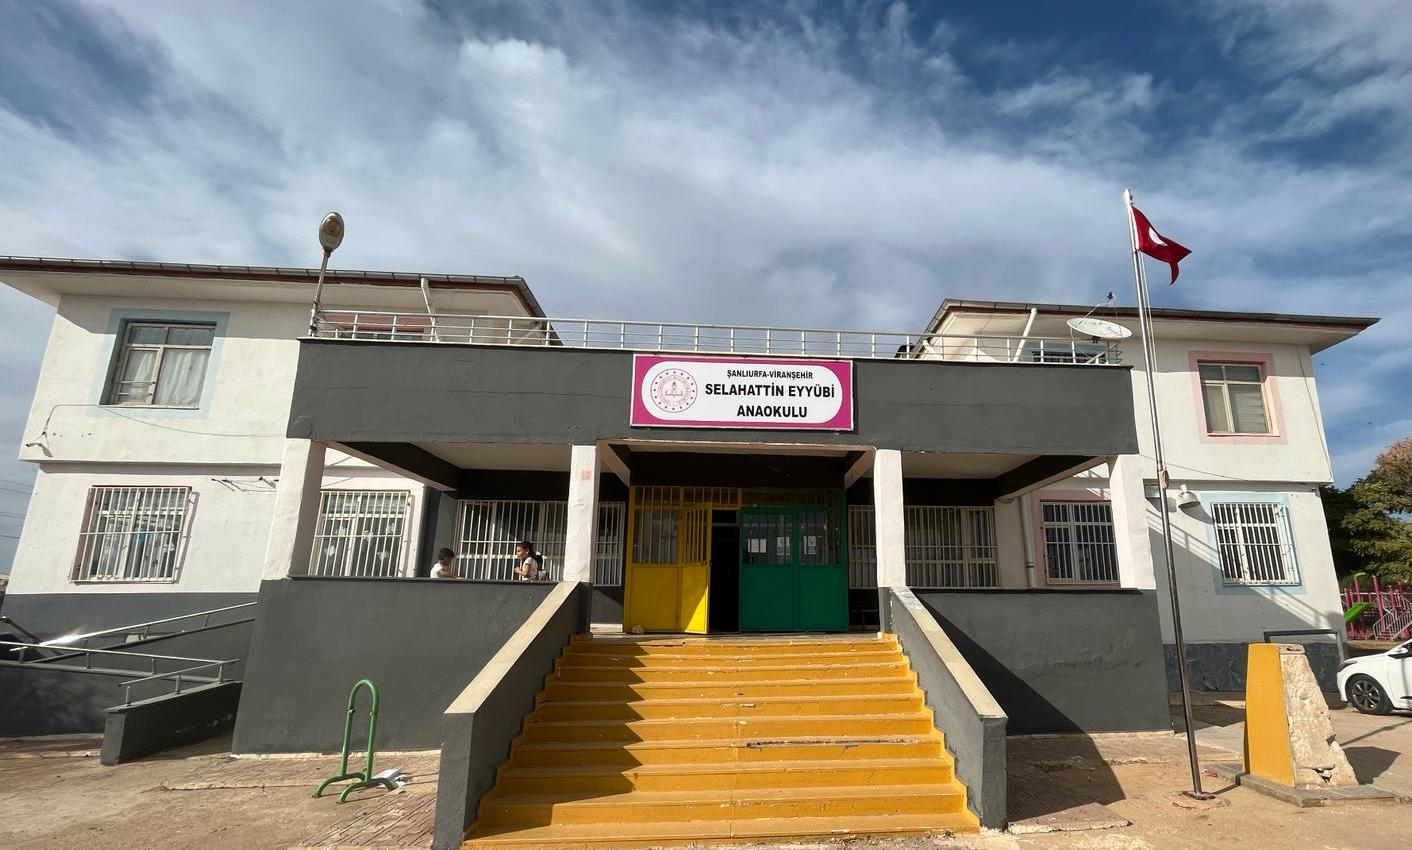 ŞANLIURFA-VİRANŞEHİR
SELAHATTİN EYYÜBİ
ANAOKULU